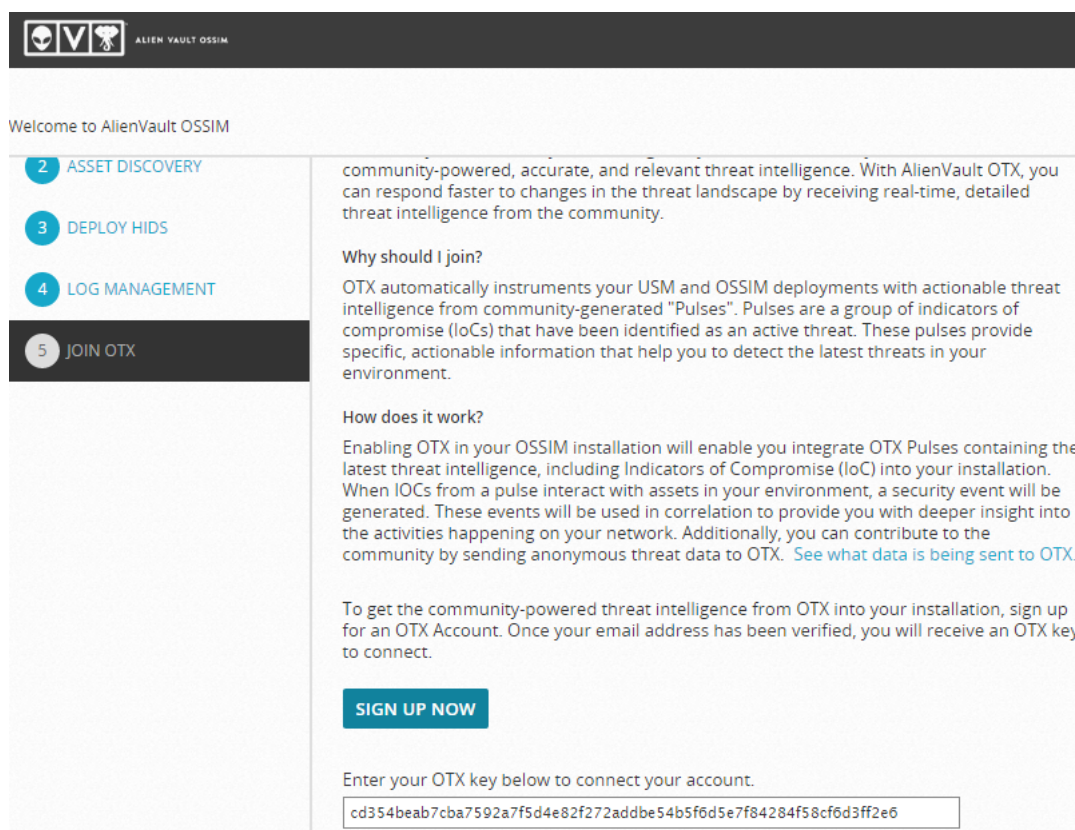 ALIEN VAULT OSSIM
Welcome to AlienVault OSSIM
2 ASSET DISCOVERY
3 DEPLOY HIDS
4 LOG MANAGEMENT
5 JOIN OTX
community-powered, accurate, and relevant threat intelligence. With AlienVault OTX, you
can respond faster to changes in the threat landscape by receiving real-time, detailed
threat intelligence from the community.
Why should I join?
OTX automatically instruments your USM and OSSIM deployments with actionable threat
intelligence from community-generated "Pulses". Pulses are a group of indicators of
compromise (IoCs) that have been identified as an active threat. These pulses provide
specific, actionable information that help you to detect the latest threats in your
environment.
How does it work?
Enabling OTX in your OSSIM installation will enable you integrate OTX Pulses containing the
latest threat intelligence, including Indicators of Compromise (IoC) into your installation.
When IOCs from a pulse interact with assets in your environment, a security event will be
generated. These events will be used in correlation to provide you with deeper insight into
the activities happening on your network. Additionally, you can contribute to the
community by sending anonymous threat data to OTX. See what data is being sent to OTX.
To get the community-powered threat intelligence from OTX into your installation, sign up
for an OTX Account. Once your email address has been verified, you will receive an OTX key
to connect.
SIGN UP NOW
Enter your OTX key below to connect your account.
cd354beab7cba7592a7f5d4e82f272addbe54b5f6d5e7f84284f58cf6d3ff2e6